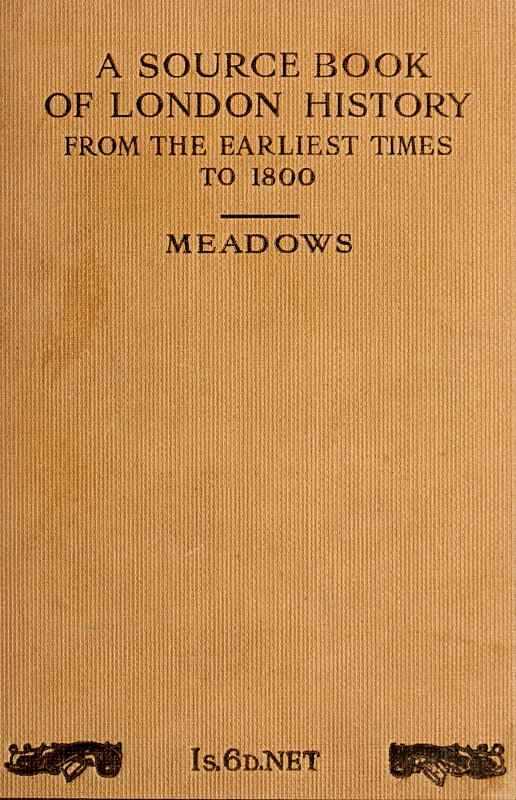 A SOURCE BOOK
OF LONDON HISTORY
FROM THE EARLIEST TIMES
TO 1800
MEADOWS
1s.6D.NET